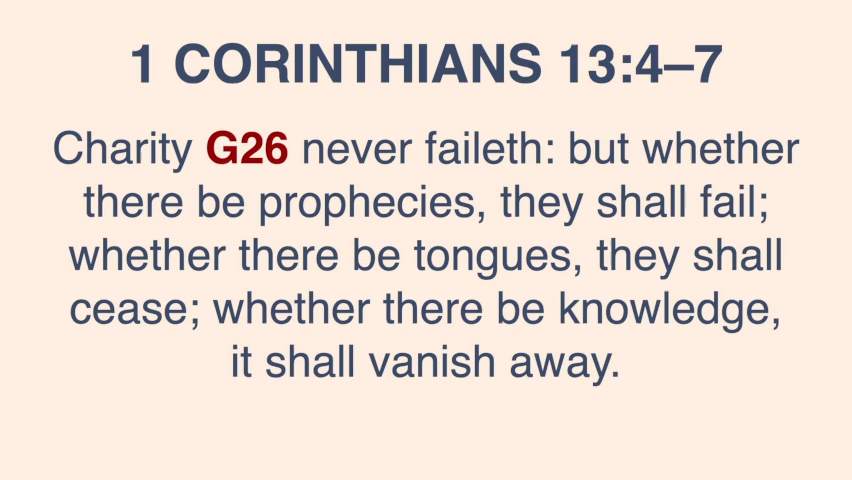 1 CORINTHIANS 13:4–7
Charity G26 never faileth: but whether
there be prophecies, they shall fail;
whether there be tongues, they shall
cease; whether there be knowledge,
it shall vanish away.